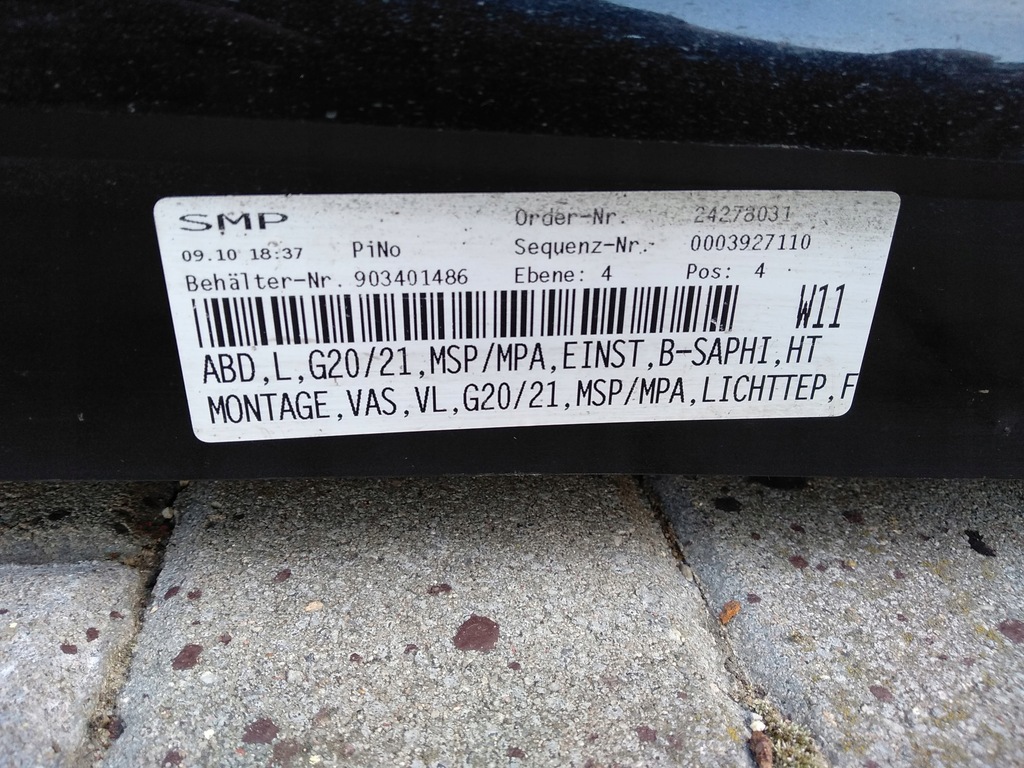 SMP Order-Nr. 24278031
09.10 18:37 PiNo Sequenz-Nr. 0003927110
Behälter-Nr. 903401486 Ebene: 4 Pos: 4
W11
ABD,L,G20/21,MSP/MPA,EINST,B-SAPHI,HT
MONTAGE,VAS,VL,G20/21,MSP/MPA,LICHTTEP,F